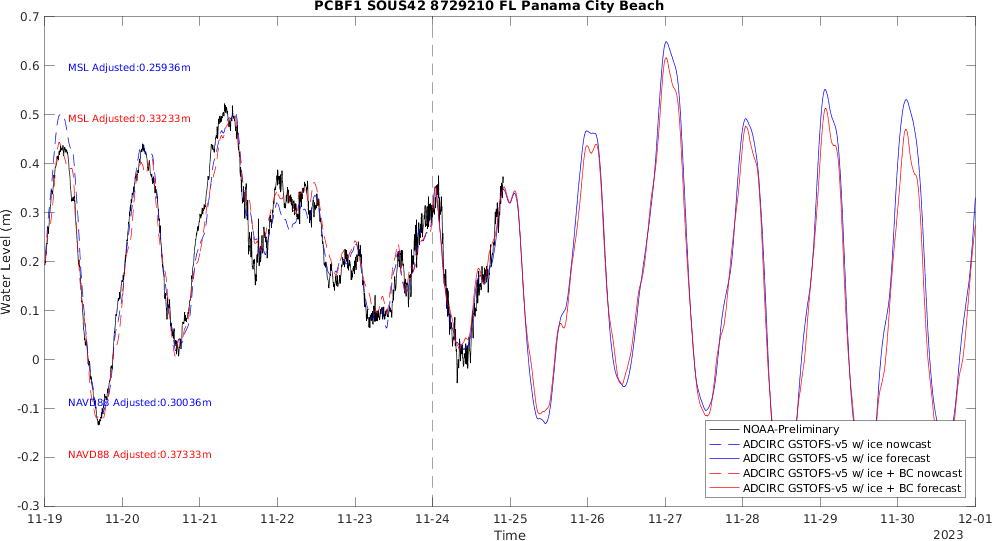 PCBF1 SOUS42 8729210 FL Panama City Beach
0.7
0.6
0.5
0.4
0.3
0.2
0.1
0
-0.1
-0.2
-0.3
Water Level (m)
MSL Adjusted:0.25936m
MSL Adjusted:0.33233m
NAVD88 Adjusted:0.30036m
NAVD88 Adjusted:0.37333m
NOAA-Preliminary
ADCIRC GSTOFS-v5 w/ ice nowcast
ADCIRC GSTOFS-v5 w/ ice forecast
ADCIRC GSTOFS-v5 w/ ice + BC nowcast
ADCIRC GSTOFS-v5 w/ ice + BC forecast
11-19 11-20 11-21 11-22 11-23 11-24 11-25 11-26 11-27 11-28 11-29 11-30 12-01
Time
2023